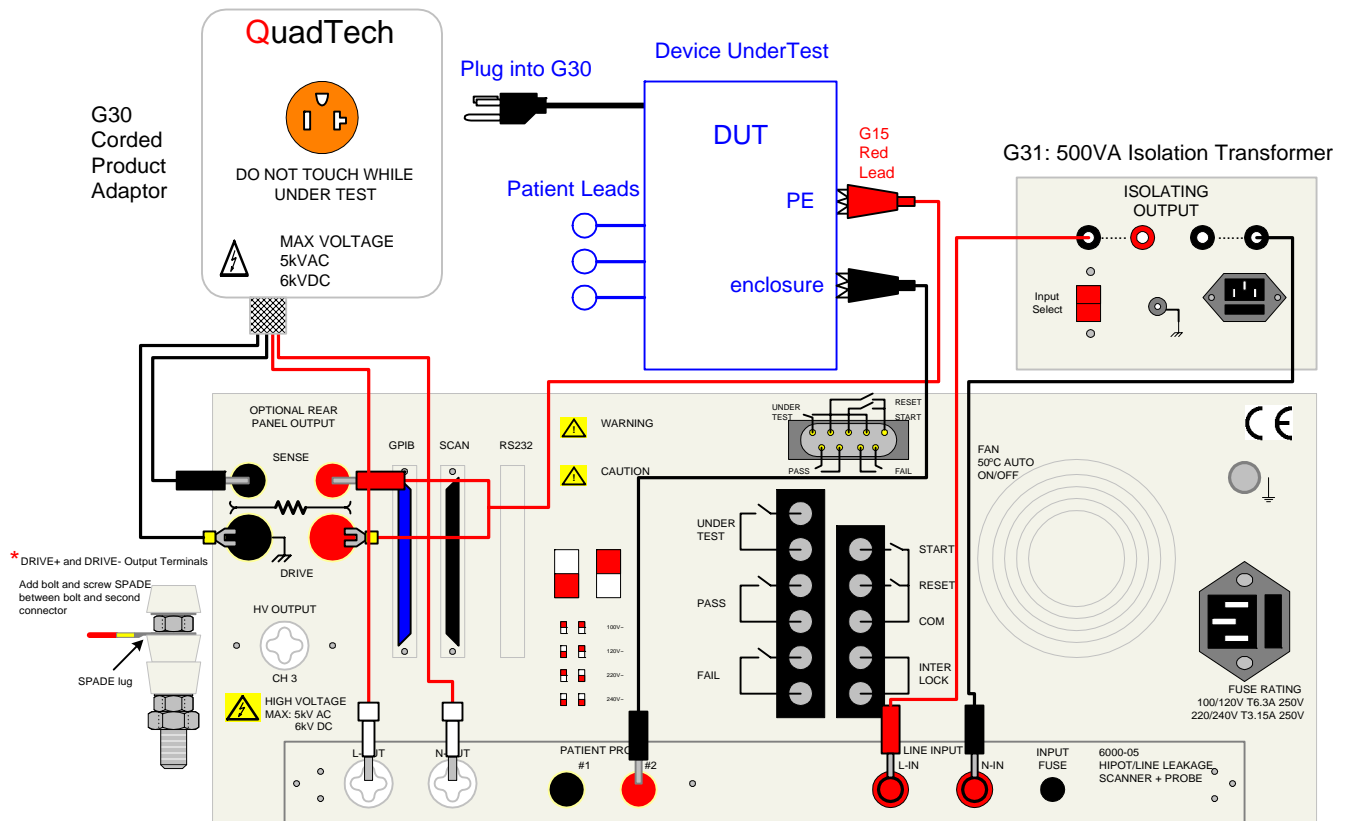 QuadTech
DO NOT TOUCH WHILE
UNDER TEST
MAX VOLTAGE
5kVAC
6kVDC
G30
Corded
Product
Adaptor
Plug into G30
Device UnderTest
DUT
PE
enclosure
Patient Leads
G15
Red
Lead
G31: 500VA Isolation Transformer
ISOLATING
OUTPUT
Input
Select
OPTIONAL REAR
PANEL OUTPUT
SENSE
DRIVE
GPIB
SCAN
RS232
WARNING
CAUTION
UNDER
TEST
RESET
START
PASS
FAIL
FAN
50ºC AUTO
ON/OFF
CE
*DRIVE+ and DRIVE- Output Terminals
Add bolt and screw SPADE
between bolt and second
connector
SPADE lug
HV OUTPUT
CH 3
HIGH VOLTAGE
MAX: 5kV AC
6kV DC
100V~
120V~
220V~
240V~
UNDER
TEST
PASS
FAIL
START
RESET
COM
INTER
LOCK
FUSE RATING
100/120V T6.3A 250V
220/240V T3.15A 250V
PATIENT PRO
#1
#2
LINE INPUT
L-IN
N-IN
INPUT
FUSE
6000-05
HIPOT/LINE LEAKAGE
SCANNER + PROBE